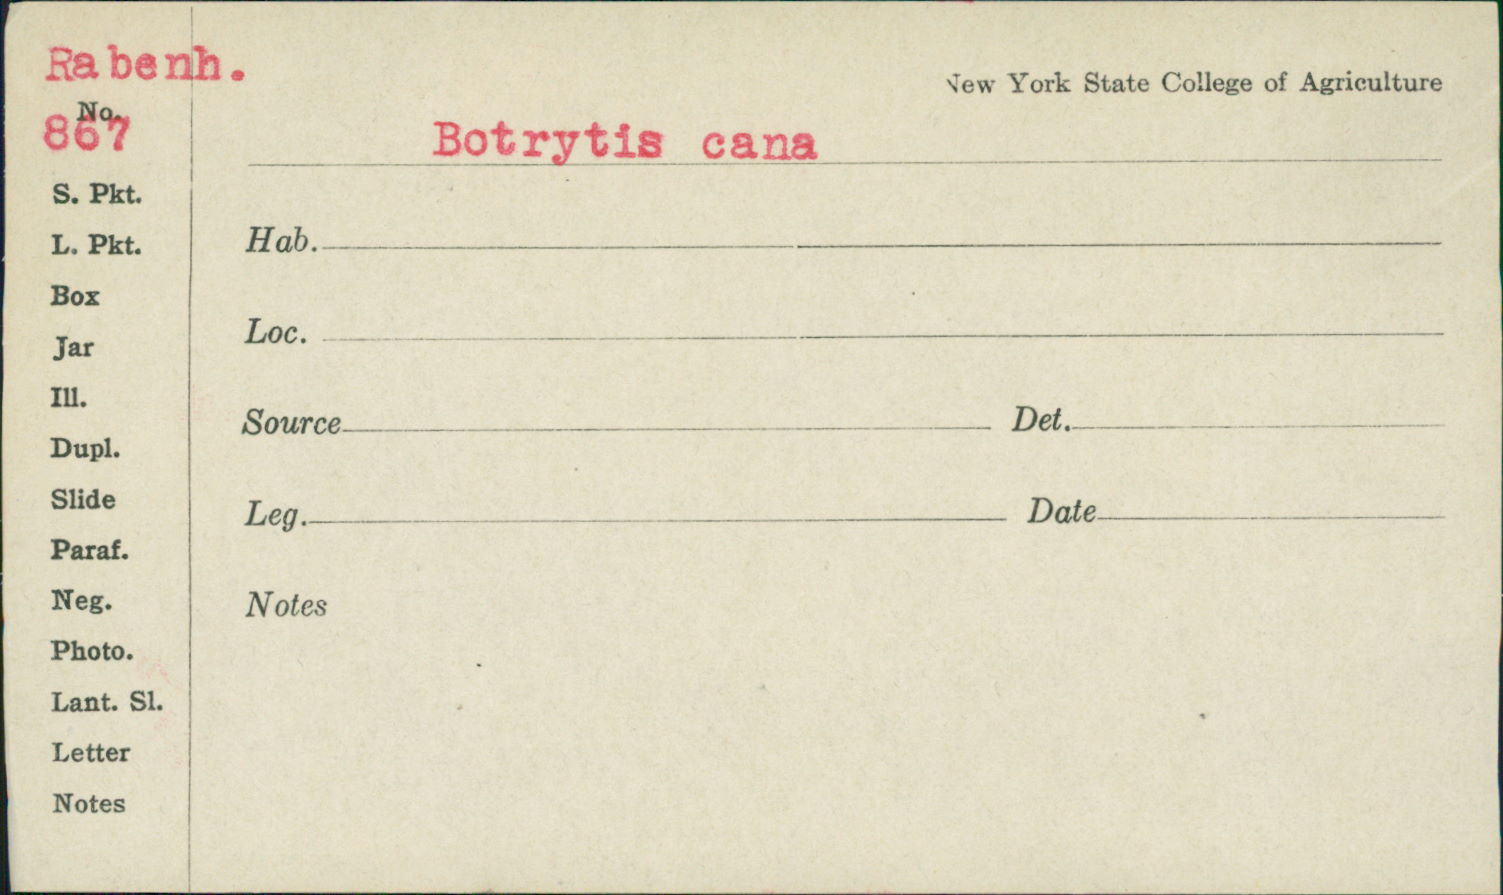 Rabenh.
No.
867
S. Pkt.
L. Pkt.
Box
Jar
Ill.
Dupl.
Slide
Paraf.
Neg.
Photo.
Lant. Sl.
Letter
Notes
New York State College of Agriculture
Botrytis cana
Hab.
Loc.
Source Det.
Leg. Date
Notes